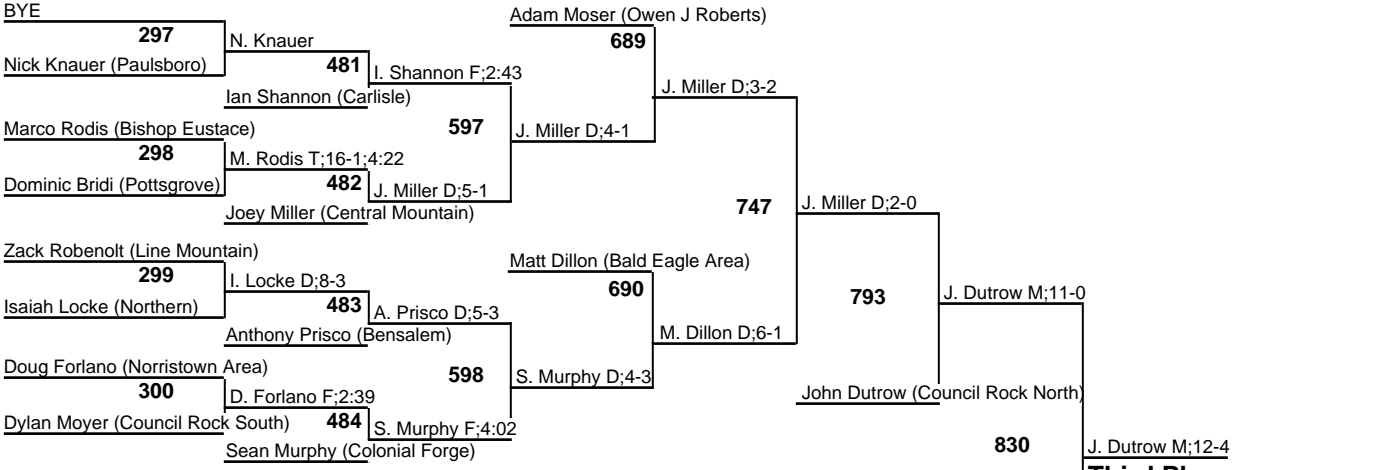 BYE
297
Nick Knauer (Paulsboro)
N. Knauer
481
Ian Shannon (Carlisle)
I. Shannon F;2:43
Marco Rodis (Bishop Eustace)
298
Dominic Bridi (Pottsgrove)
M. Rodis T;16-1;4:22
482
Joey Miller (Central Mountain)
J. Miller D;5-1
597
J. Miller D;4-1
Adam Moser (Owen J Roberts)
689
J. Miller D;3-2
Zack Robenolt (Line Mountain)
299
Isaiah Locke (Northern)
I. Locke D;8-3
483
Anthony Prisco (Bensalem)
A. Prisco D;5-3
Doug Forlano (Norristown Area)
300
Dylan Moyer (Council Rock South)
D. Forlano F;2:39
484
Sean Murphy (Colonial Forge)
S. Murphy F;4:02
598
S. Murphy D;4-3
Matt Dillon (Bald Eagle Area)
690
M. Dillon D;6-1
747
J. Miller D;2-0
793
John Dutrow (Council Rock North)
J. Dutrow M;11-0
830
J. Dutrow M;12-4